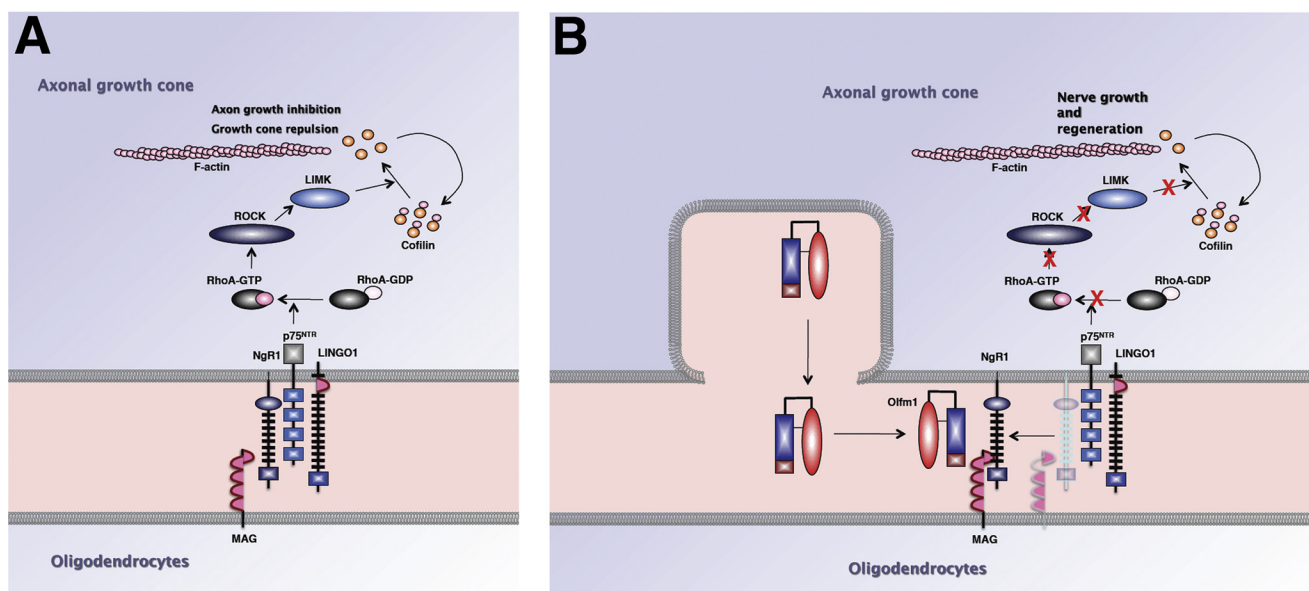 A
Axonal growth cone
Axon growth inhibition
Growth cone repulsion
F-actin
LIMK
ROCK
Cofilin
RhoA-GTP
RhoA-GDP
p75NTR
NgR1
LINGO1
MAG
Oligodendrocytes
B
Axonal growth cone
Nerve growth
and
regeneration
F-actin
LIMK
ROCK
Cofilin
RhoA-GTP
RhoA-GDP
p75NTR
NgR1
LINGO1
Olfm1
MAG
Oligodendrocytes